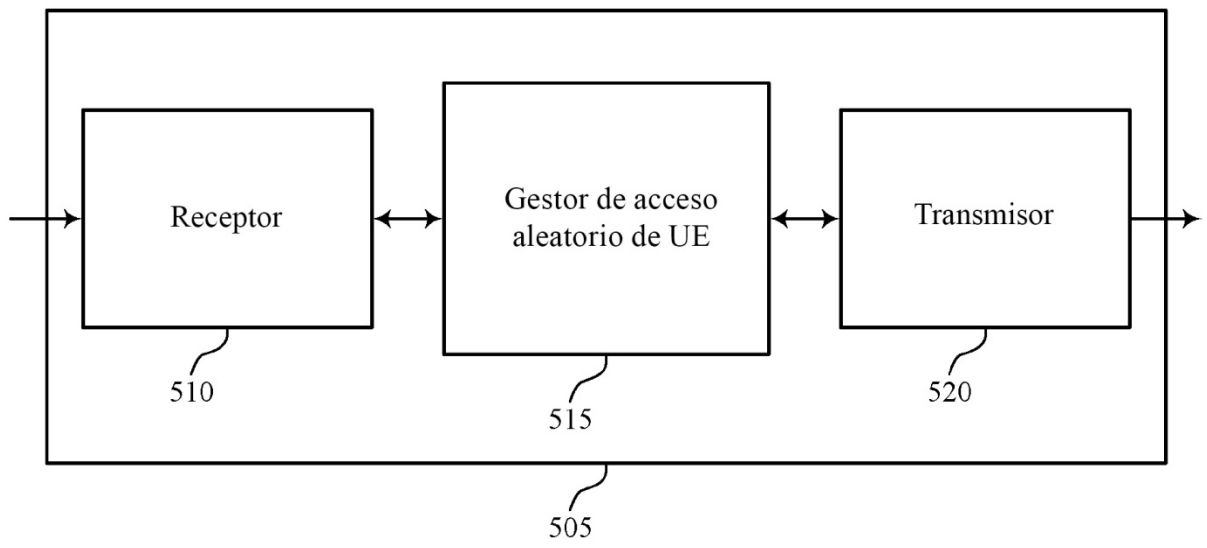 Receptor
Gestor de acceso
aleatorio de UE
Transmisor
510
515
520
505